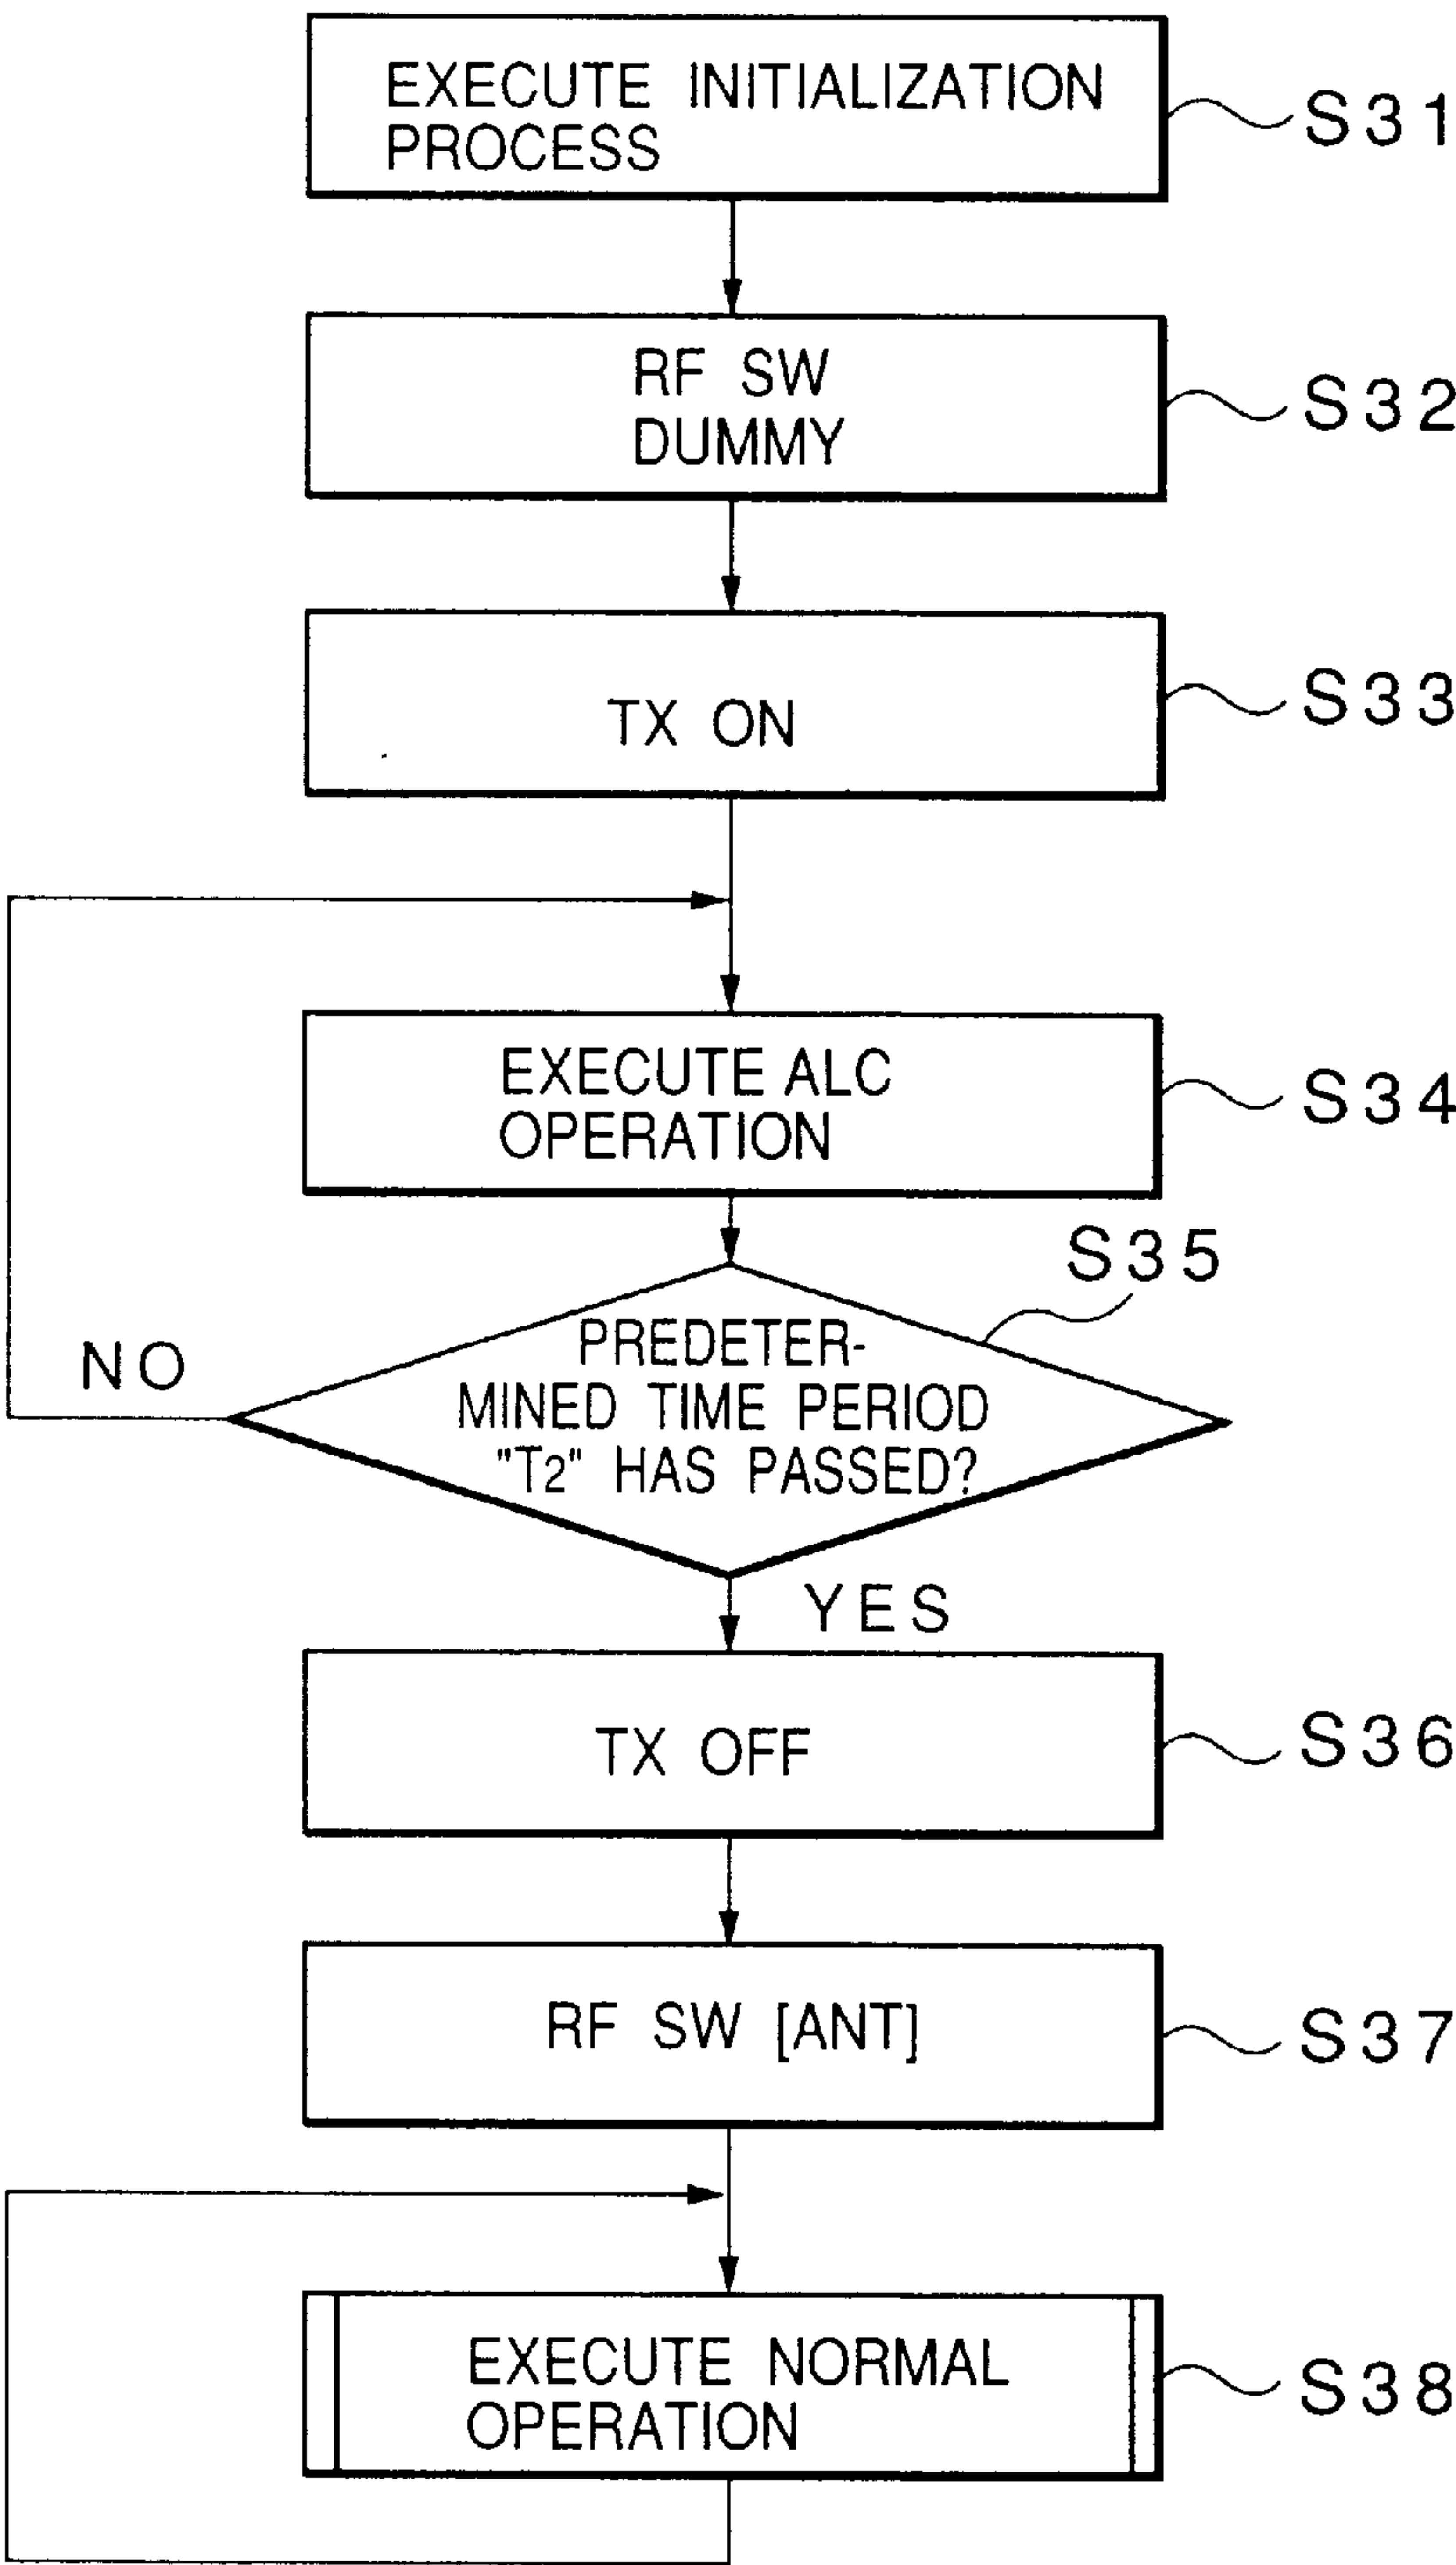 EXECUTE INITIALIZATION
PROCESS
S31
RF SW
DUMMY
S32
TX ON
S33
EXECUTE ALC
OPERATION
S34
S35
PREDETER-
MINED TIME PERIOD
"T2" HAS PASSED?
NO
YES
TX OFF
S36
RF SW [ANT]
S37
EXECUTE NORMAL
OPERATION
S38